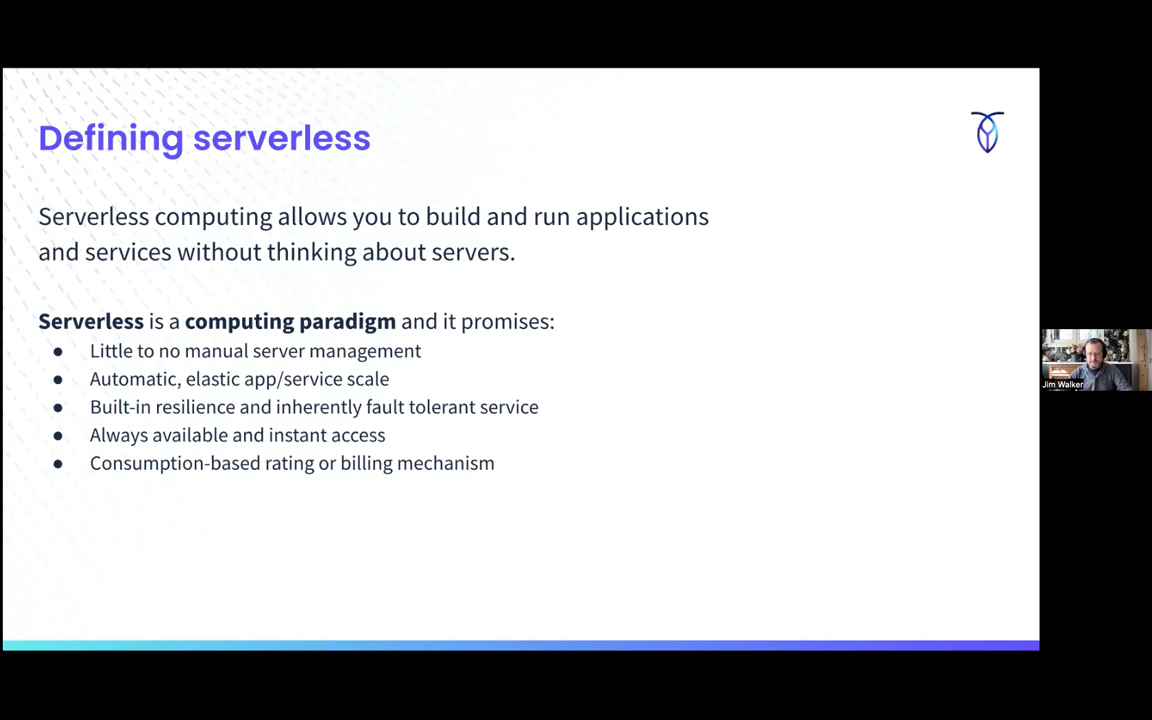 Defining serverless
Serverless computing allows you to build and run applications
and services without thinking about servers.
Serverless is a computing paradigm and it promises:
● Little to no manual server management
● Automatic, elastic app/service scale
● Built-in resilience and inherently fault tolerant service
● Always available and instant access
● Consumption-based rating or billing mechanism
Jim Walker